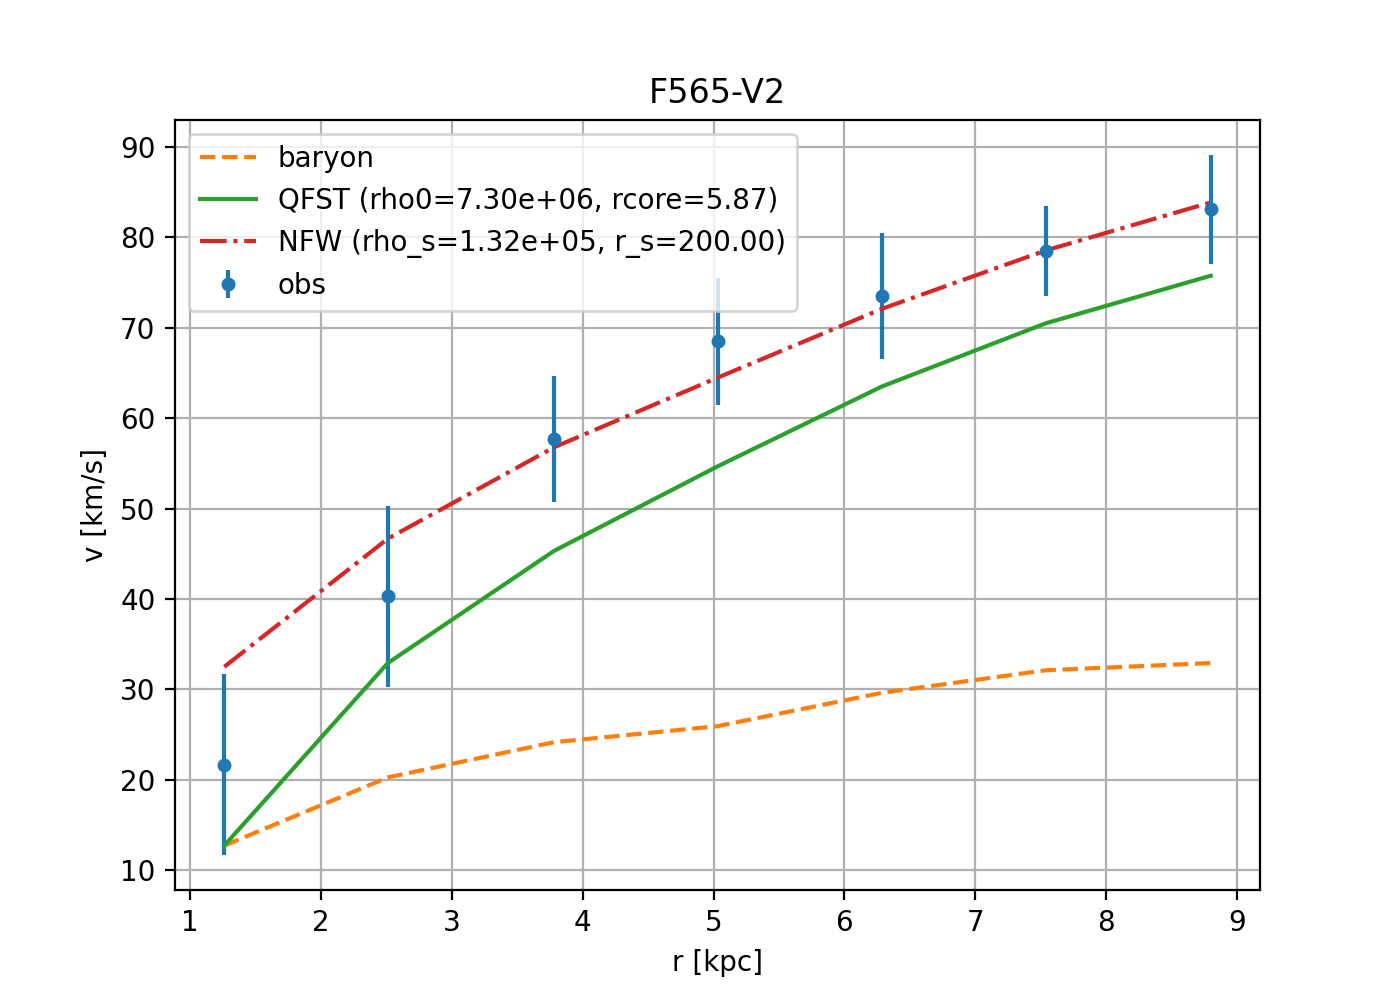 F565-V2
90
80
70
60
50
40
30
20
10
v [km/s]
baryon
QFST (rho0=7.30e+06, rcore=5.87)
NFW (rho_s=1.32e+05, r_s=200.00)
obs
1 2 3 4 5 6 7 8 9
r [kpc]